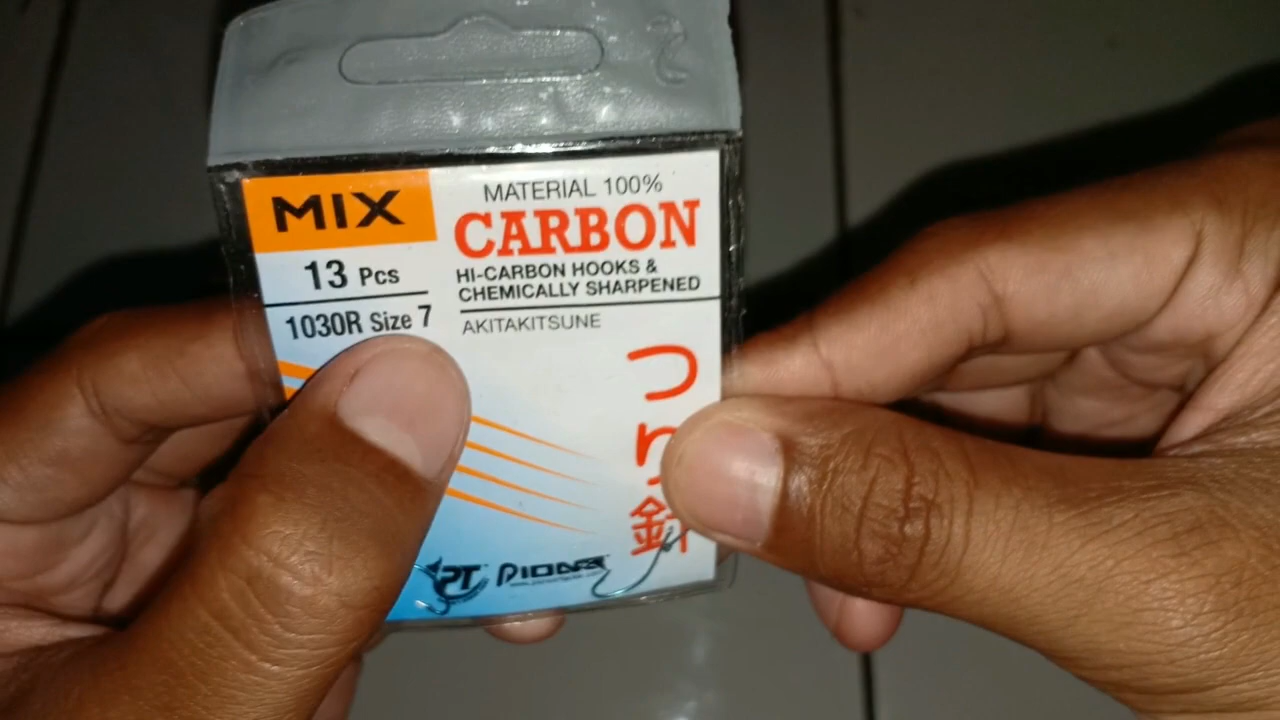 MIX
13 Pcs
1030R Size 7
MATERIAL 100%
CARBON
HI-CARBON HOOKS &
CHEMICALLY SHARPENED
AKITAKITSUNE
つり針
PT